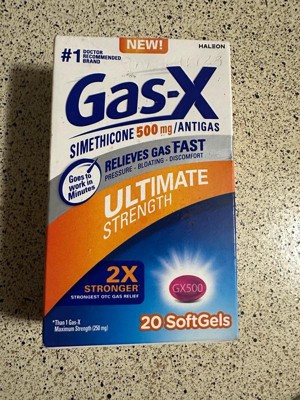 NEW!
HALEON
#1 DOCTOR
RECOMMENDED
BRAND
Gas-X
SIMETHICONE 500 mg/ANTIGAS
Goes to
work in
Minutes
RELIEVES GAS FAST
PRESSURE - BLOATING - DISCOMFORT
ULTIMATE
STRENGTH
2X
STRONGER*
STRONGEST OTC GAS RELIEF
GX500
*Than 1 Gas-X
Maximum Strength (250 mg)
20 SoftGels